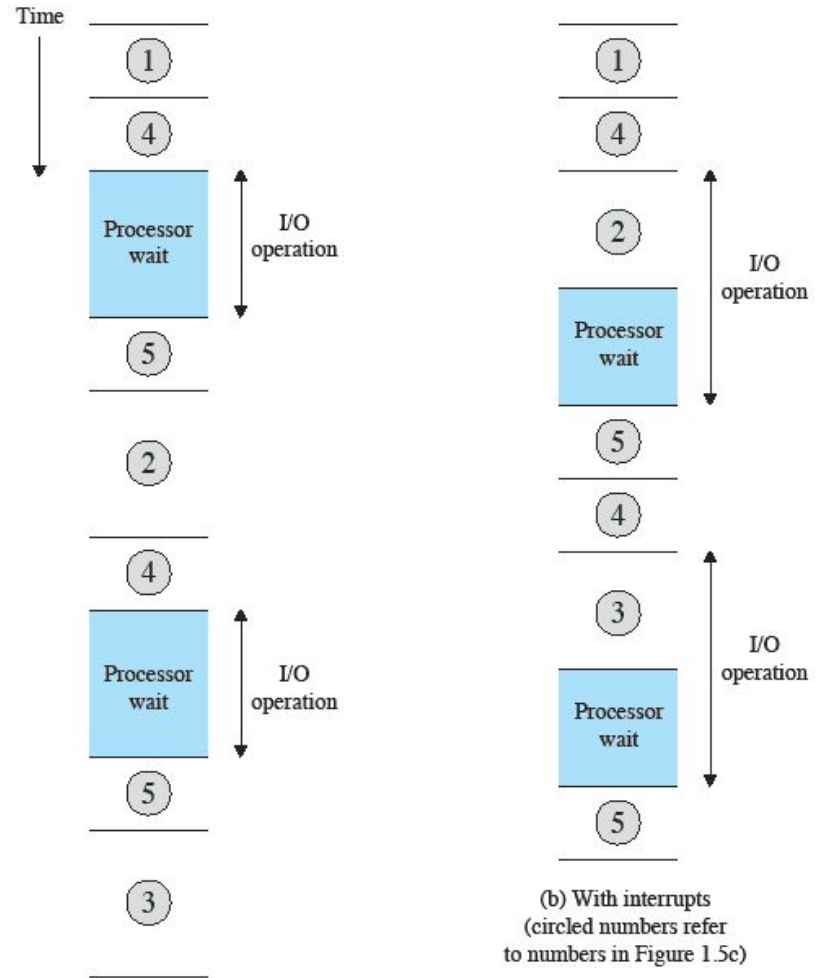 Time
1
4
Processor
wait
I/O
operation
5
2
4
Processor
wait
I/O
operation
5
3
1
4
2
I/O
operation
Processor
wait
5
4
3
I/O
operation
Processor
wait
5
(b) With interrupts
(circled numbers refer
to numbers in Figure 1.5c)